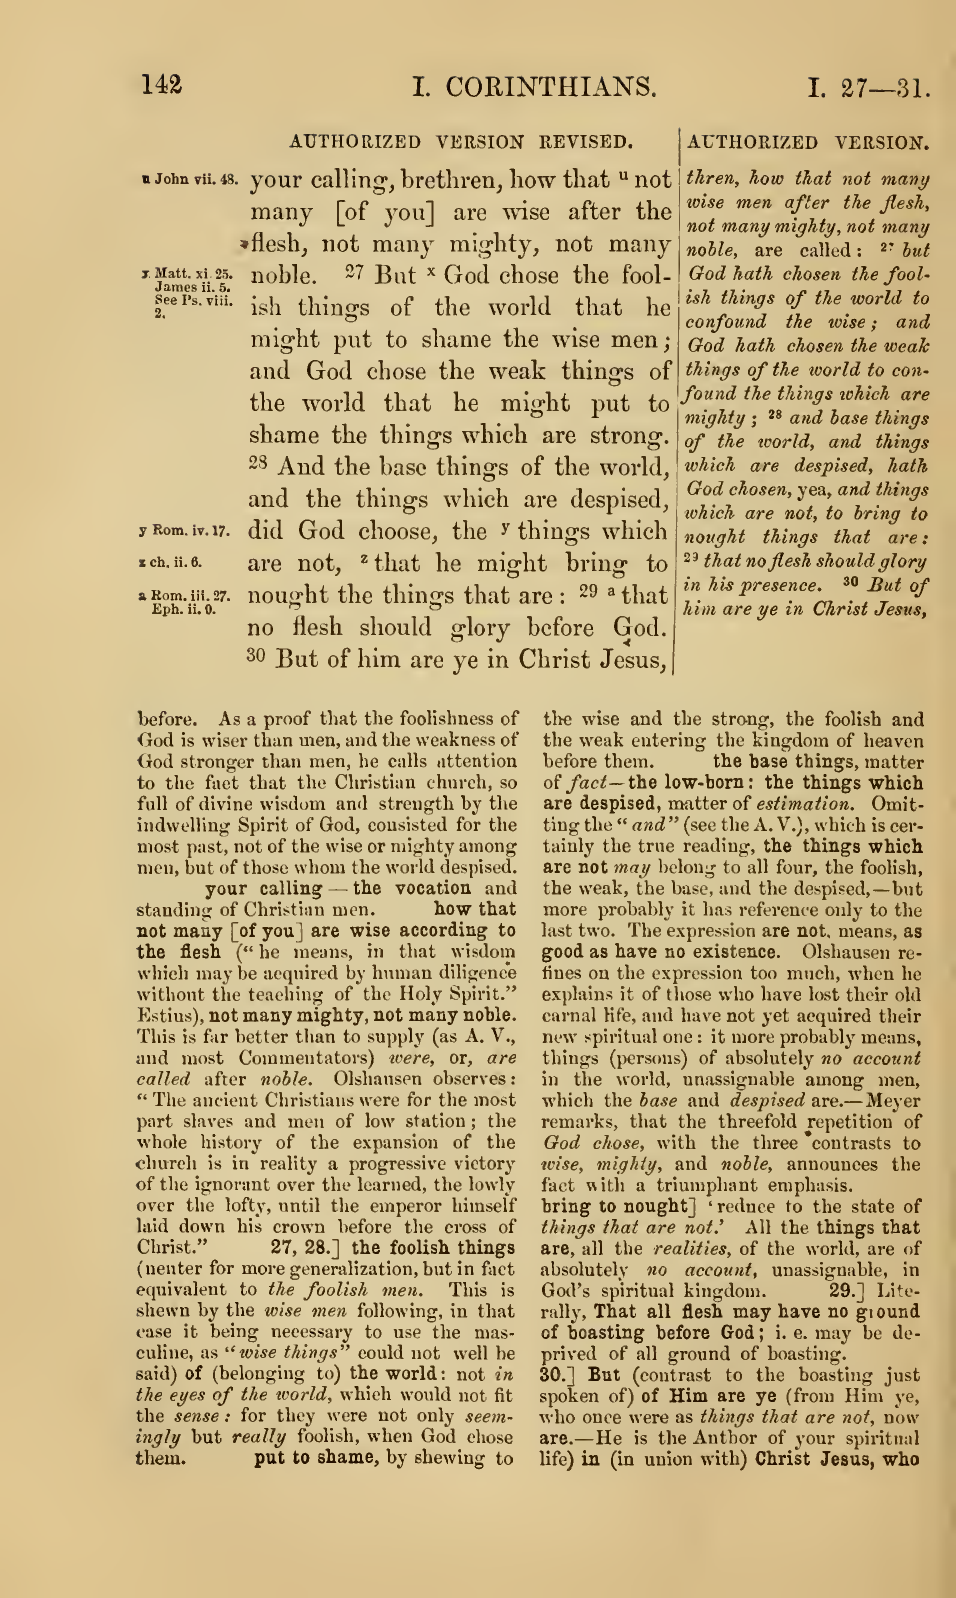 142 I. CORINTHIANS. I. 27—31.
AUTHORIZED VERSION REVISED.
u John vii. 48.
your calling, brethren, how that u not
many [of you] are wise after the
flesh, not many mighty, not many
x Matt. xi. 25.
James ii. 5.
See Ps. viii.
2.
noble. 27 But x God chose the fool-
ish things of the world that he
might put to shame the wise men;
and God chose the weak things of
the world that he might put to
shame the things which are strong.
28 And the base things of the world,
and the things which are despised,
y Rom. iv. 17.
did God choose, the y things which
z ch. ii. 6.
are not, z that he might bring to
a Rom. iii. 27.
Eph. ii. 9.
nought the things that are: 29 a that
no flesh should glory before God.
30 But of him are ye in Christ Jesus,
AUTHORIZED VERSION.
thren, how that not many
wise men after the flesh,
not many mighty, not many
noble, are called: 27 but
God hath chosen the fool-
ish things of the world to
confound the wise; and
God hath chosen the weak
things of the world to con-
found the things which are
mighty; 28 and base things
of the world, and things
which are despised, hath
God chosen, yea, and things
which are not, to bring to
nought things that are:
29 that no flesh should glory
in his presence. 30 But of
him are ye in Christ Jesus,
before. As a proof that the foolishness of
God is wiser than men, and the weakness of
God stronger than men, he calls attention
to the fact that the Christian church, so
full of divine wisdom and strength by the
indwelling Spirit of God, consisted for the
most past, not of the wise or mighty among
men, but of those whom the world despised.
your calling — the vocation and
standing of Christian men. how that
not many [of you] are wise according to
the flesh ("he means, in that wisdom
which may be acquired by human diligence
without the teaching of the Holy Spirit."
Estius), not many mighty, not many noble.
This is far better than to supply (as A. V.,
and most Commentators) were, or, are
called after noble. Olshausen observes:
"The ancient Christians were for the most
part slaves and men of low station; the
whole history of the expansion of the
church is in reality a progressive victory
of the ignorant over the learned, the lowly
over the lofty, until the emperor himself
laid down his crown before the cross of
Christ." 27, 28.] the foolish things
(neuter for more generalization, but in fact
equivalent to the foolish men. This is
shewn by the wise men following, in that
case it being necessary to use the mas-
culine, as "wise things" could not well be
said) of (belonging to) the world: not in
the eyes of the world, which would not fit
the sense: for they were not only seem-
ingly but really foolish, when God chose
them. put to shame, by shewing to
the wise and the strong, the foolish and
the weak entering the kingdom of heaven
before them. the base things, matter
of fact—the low-born: the things which
are despised, matter of estimation. Omit-
ting the "and" (see the A. V.), which is cer-
tainly the true reading, the things which
are not may belong to all four, the foolish,
the weak, the base, and the despised,—but
more probably it has reference only to the
last two. The expression are not, means, as
good as have no existence. Olshausen re-
fines on the expression too much, when he
explains it of those who have lost their old
carnal life, and have not yet acquired their
new spiritual one: it more probably means,
things (persons) of absolutely no account
in the world, unassignable among men,
which the base and despised are.—Meyer
remarks, that the threefold repetition of
God chose, with the three contrasts to
wise, mighty, and noble, announces the
fact with a triumphant emphasis.
bring to nought] 'reduce to the state of
things that are not.' All the things that
are, all the realities, of the world, are of
absolutely no account, unassignable, in
God's spiritual kingdom. 29.] Lite-
rally, That all flesh may have no ground
of boasting before God; i. e. may be de-
prived of all ground of boasting.
30.] But (contrast to the boasting just
spoken of) of Him are ye (from Him ye,
who once were as things that are not, now
are.—He is the Author of your spiritual
life) in (in union with) Christ Jesus, who